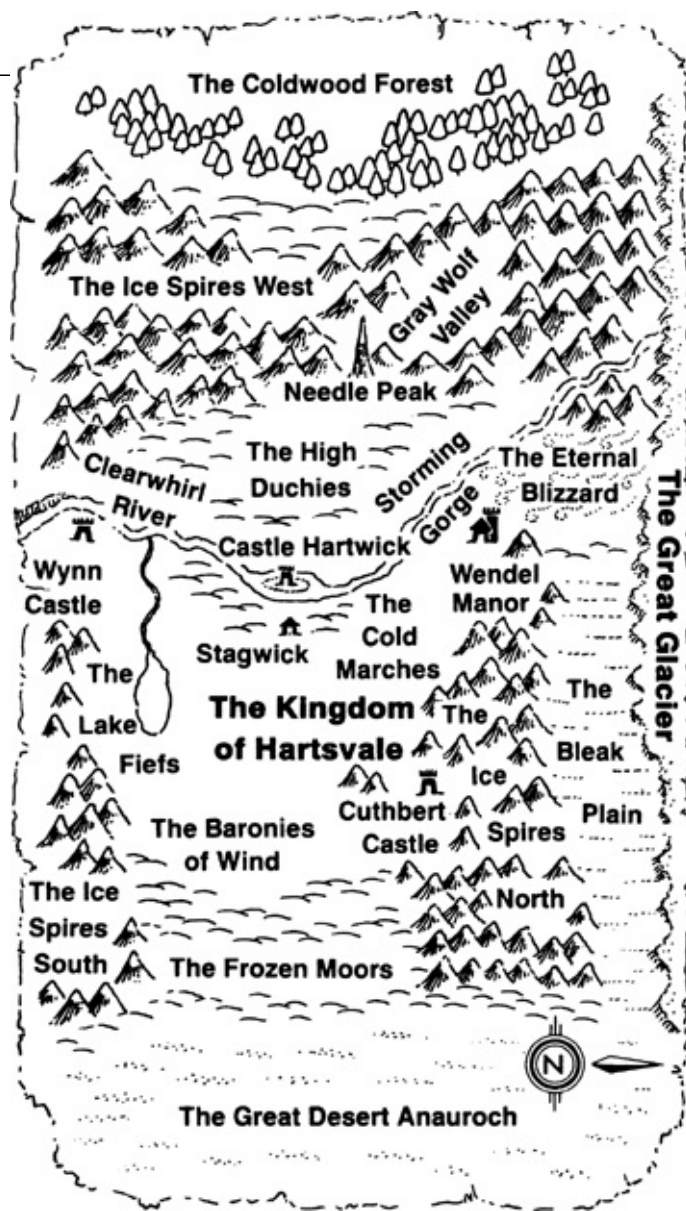 The Coldwood Forest
The Ice Spires West
Gray Wolf
Valley
Needle Peak
The High
Duchies
Clearwhirl
River
Storming
Gorge
The Eternal
Blizzard
The Great Glacier
Castle Hartwick
Wynn
Castle
Wendel
Manor
The
Cold
Marches
Stagwick
The
Lake
Fiefs
The Kingdom
of Hartsvale
The
Ice
Spires
North
The
Bleak
Plain
Cuthbert
Castle
The Baronies
of Wind
The Ice
Spires
South
The Frozen Moors
N
The Great Desert Anauroch